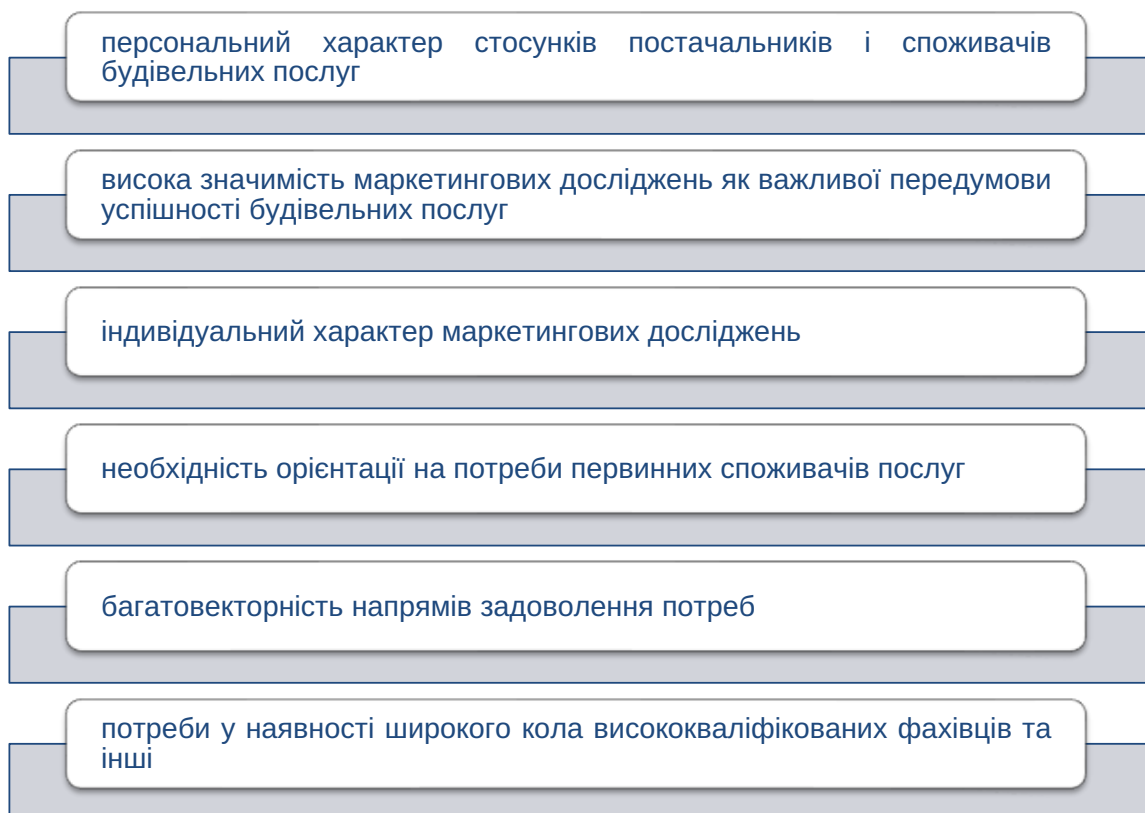 персональний характер стосунків постачальників і споживачів
будівельних послуг
висока значимість маркетингових досліджень як важливої передумови
успішності будівельних послуг
індивідуальний характер маркетингових досліджень
необхідність орієнтації на потреби первинних споживачів послуг
багатовекторність напрямів задоволення потреб
потреби у наявності широкого кола висококваліфікованих фахівців та
інші